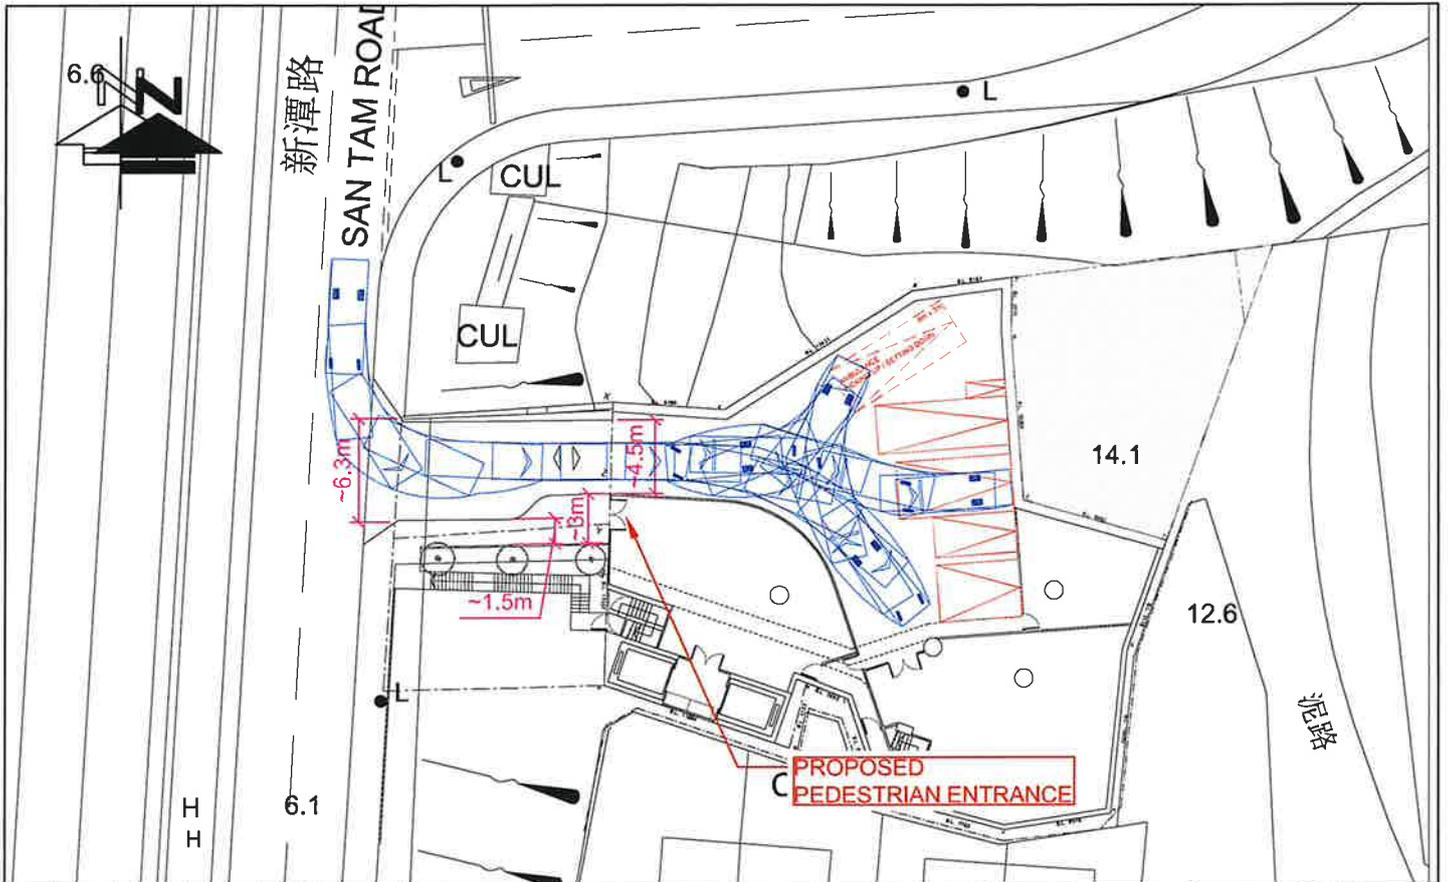 6.6
N
新潭路
SAN TAM ROAD
L
L
CUL
CUL
~6.3m
~4.5m
~3m
~1.5m
14.1
12.6
泥路
L
C
PROPOSED
PEDESTRIAN ENTRANCE
H
H
6.1